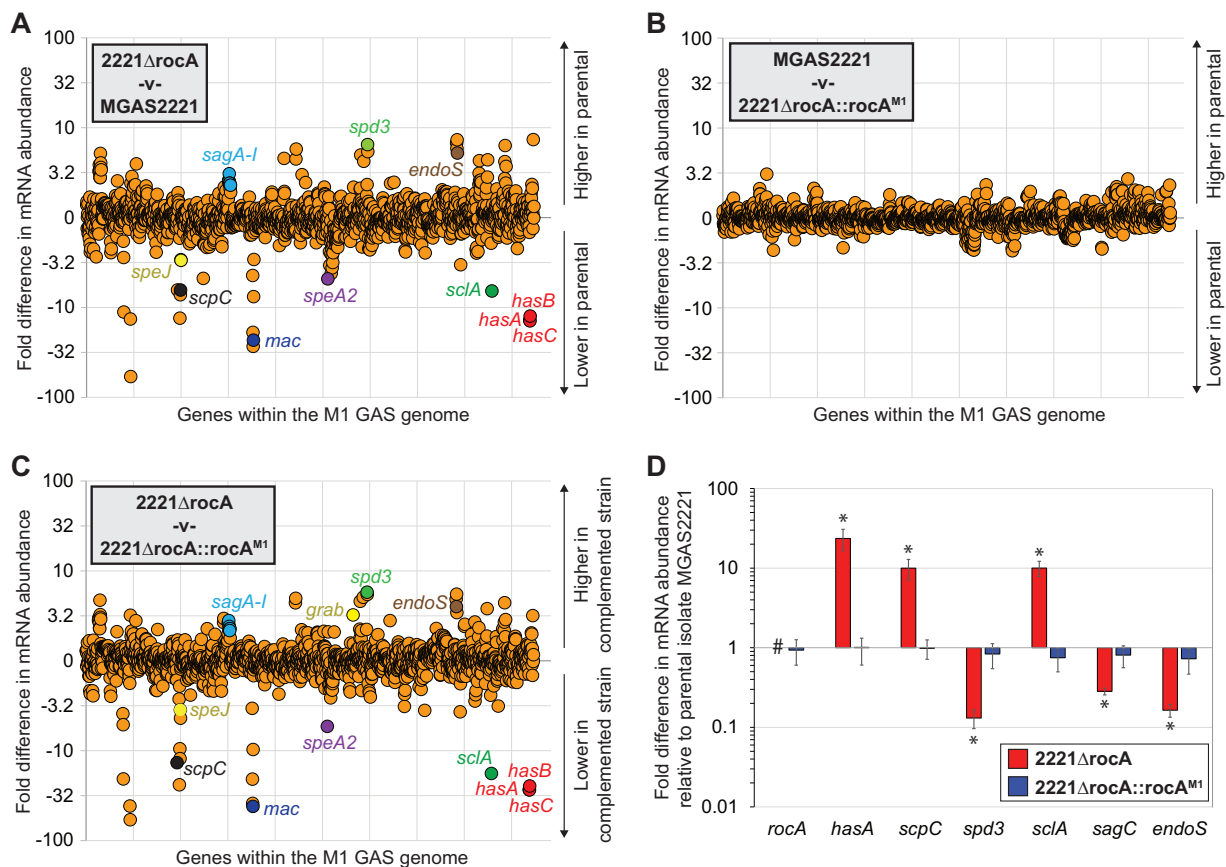 A
Fold difference in mRNA abundance
100
32
10
3.2
0
-3.2
-10
-32
-100
2221ΔrocA
-v-
MGAS2221
sagA-I
spd3
endoS
speJ
scpC
mac
speA2
sclA
hasB
hasA
hasC
Higher in parental
Lower in parental
Genes within the M1 GAS genome
B
Fold difference in mRNA abundance
100
32
10
3.2
0
-3.2
-10
-32
-100
MGAS2221
-v-
2221ΔrocA::rocAM1
Higher in parental
Lower in parental
Genes within the M1 GAS genome
C
Fold difference in mRNA abundance
100
32
10
3.2
0
-3.2
-10
-32
-100
2221ΔrocA
-v-
2221ΔrocA::rocAM1
sagA-I
grab
spd3
endoS
speJ
scpC
mac
speA2
sclA
hasB
hasA
hasC
Higher in
complemented strain
Lower in
complemented strain
Genes within the M1 GAS genome
D
Fold difference in mRNA abundance
relative to parental isolate MGAS2221
100
10
1
0.1
0.01
#
*
*
*
*
*
*
2221ΔrocA
2221ΔrocA::rocAM1
rocA hasA scpC spd3 sclA sagC endoS